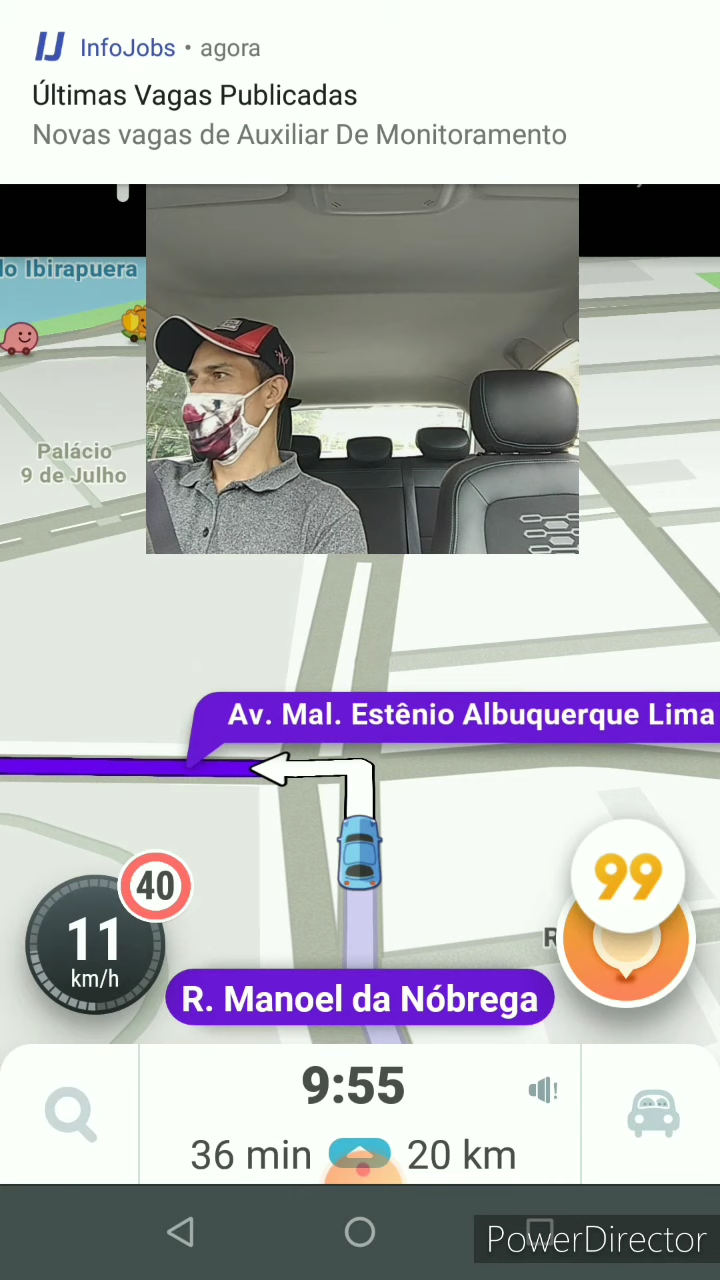 IJ InfoJobs • agora
Últimas Vagas Publicadas
Novas vagas de Auxiliar De Monitoramento
do Ibirapuera
Palácio
9 de Julho
Av. Mal. Estênio Albuquerque Lima
40
11
km/h
99
R
R. Manoel da Nóbrega
9:55
36 min
20 km
PowerDirector